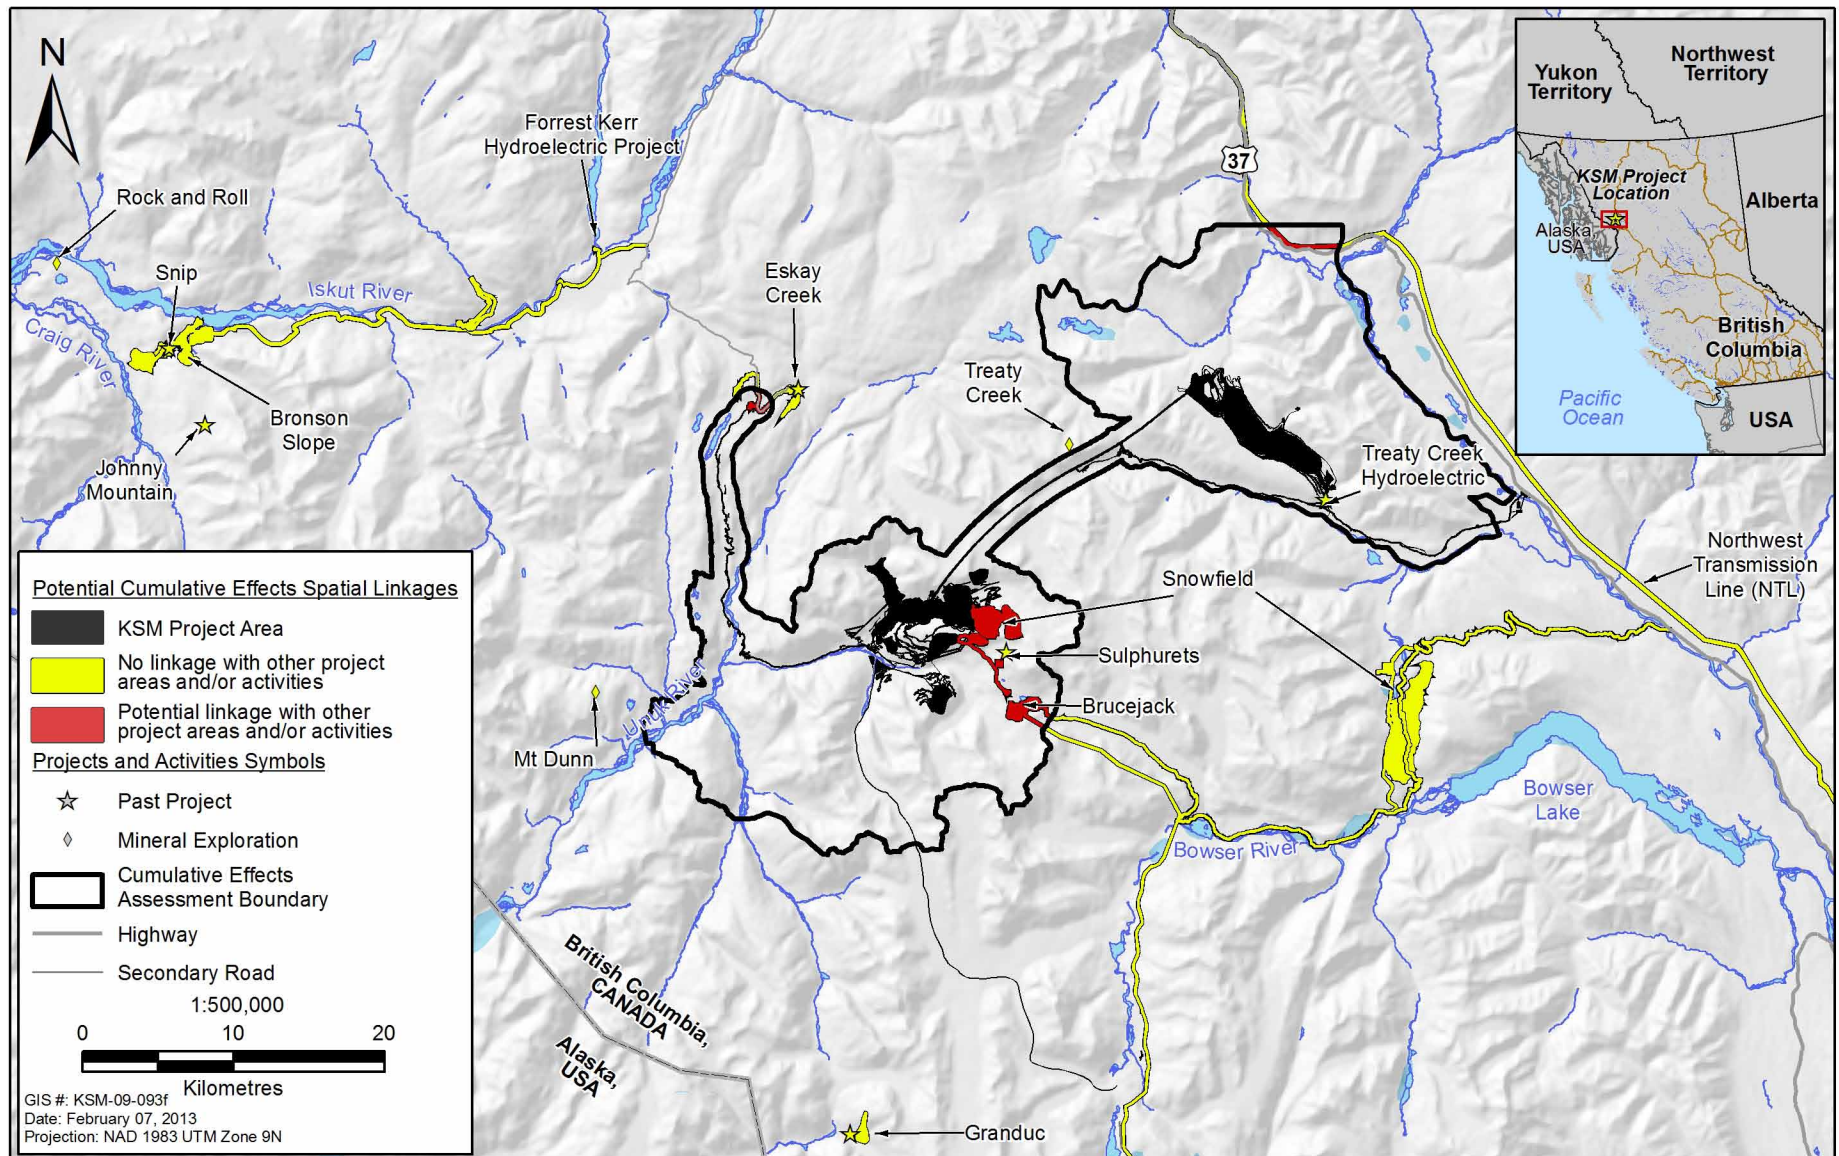 N
Forrest Kerr
Hydroelectric Project
Rock and Roll
Snip
Iskut River
Craig River
Bronson
Slope
Johnny
Mountain
Eskay
Creek
37
Treaty
Creek
Treaty Creek
Hydroelectric
Northwest
Transmission
Line (NTL)
Snowfield
Sulphurets
Brucejack
Unuk River
Mt Dunn
Bowser
Lake
Bowser River
British Columbia,
CANADA
Alaska,
USA
Granduc
Yukon
Territory
Northwest
Territory
KSM Project
Location
Alberta
Alaska,
USA
British
Columbia
Pacific
Ocean
USA
Potential Cumulative Effects Spatial Linkages
KSM Project Area
No linkage with other project
areas and/or activities
Potential linkage with other
project areas and/or activities
Projects and Activities Symbols
Past Project
Mineral Exploration
Cumulative Effects
Assessment Boundary
Highway
Secondary Road
1:500,000
0 10 20
Kilometres
GIS #: KSM-09-093f
Date: February 07, 2013
Projection: NAD 1983 UTM Zone 9N